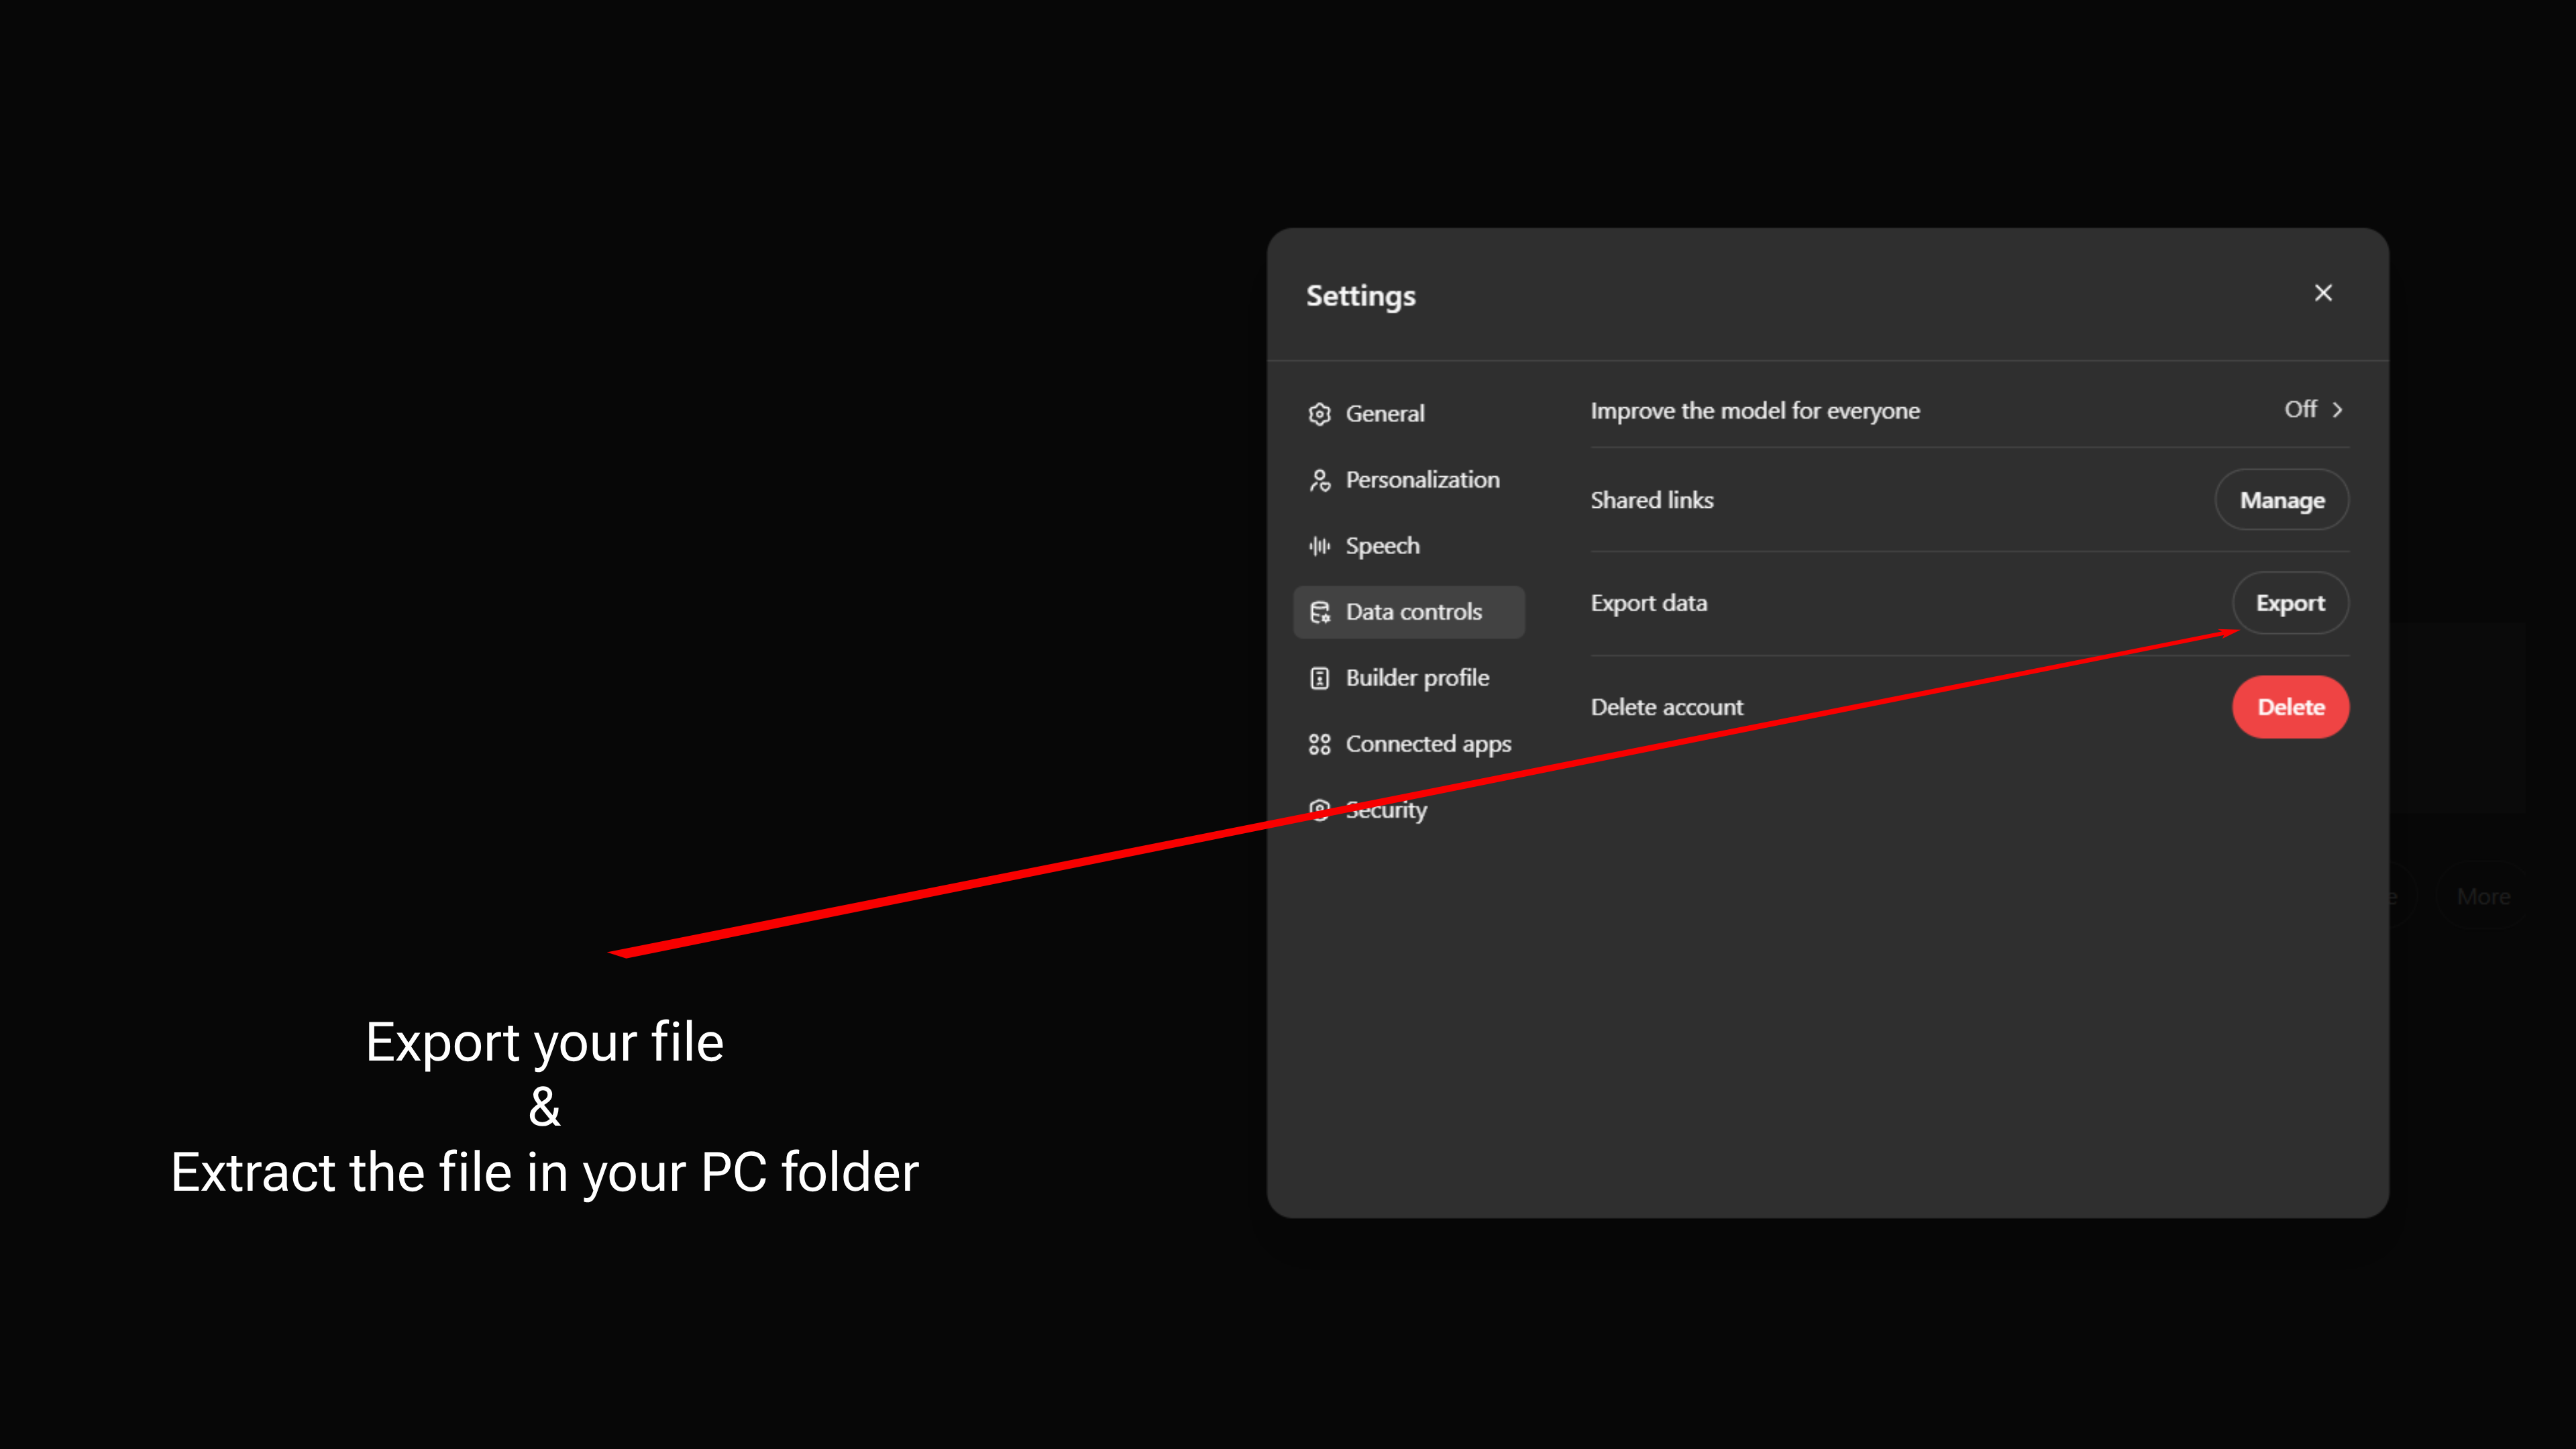 Settings
General
Personalization
Speech
Data controls
Builder profile
Connected apps
Security
Improve the model for everyone
Off
Shared links
Manage
Export data
Export
Delete account
Delete
More
Export your file
&
Extract the file in your PC folder